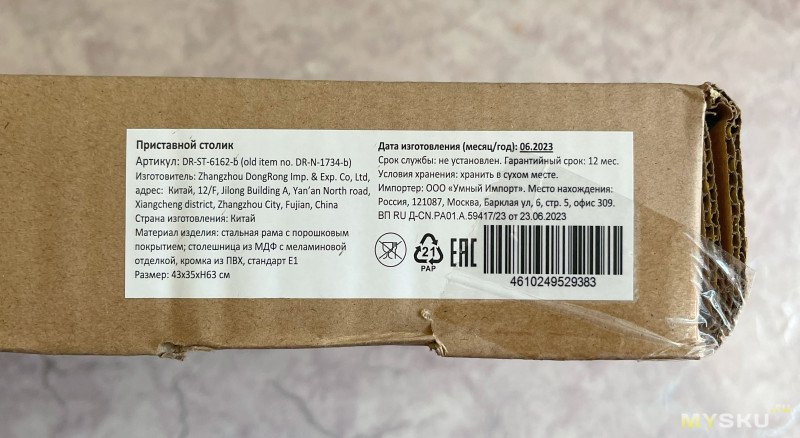 Приставной столик
Артикул: DR-ST-6162-b (old item no. DR-N-1734-b)
Изготовитель: Zhangzhou DongRong Imp. & Exp. Co, Ltd,
адрес: Китай, 12/F, Jilong Building A, Yan'an North road,
Xiangcheng district, Zhangzhou City, Fujian, China
Страна изготовления: Китай
Материал изделия: стальная рама с порошковым
покрытием; столешница из МДФ с меламиновой
отделкой, кромка из ПВХ, стандарт Е1
Размер: 43x35xH63 см
Дата изготовления (месяц/год): 06.2023
Срок службы: не установлен. Гарантийный срок: 12 мес.
Условия хранения: хранить в сухом месте.
Импортер: ООО «Умный Импорт». Место нахождения:
Россия, 121087, Москва, Барклая ул, 6, стр. 5, офис 309.
ВП RU Д-CN.РА01.А.59417/23 от 23.06.2023
21
PAP
EAC
4610249529383
MYSKU